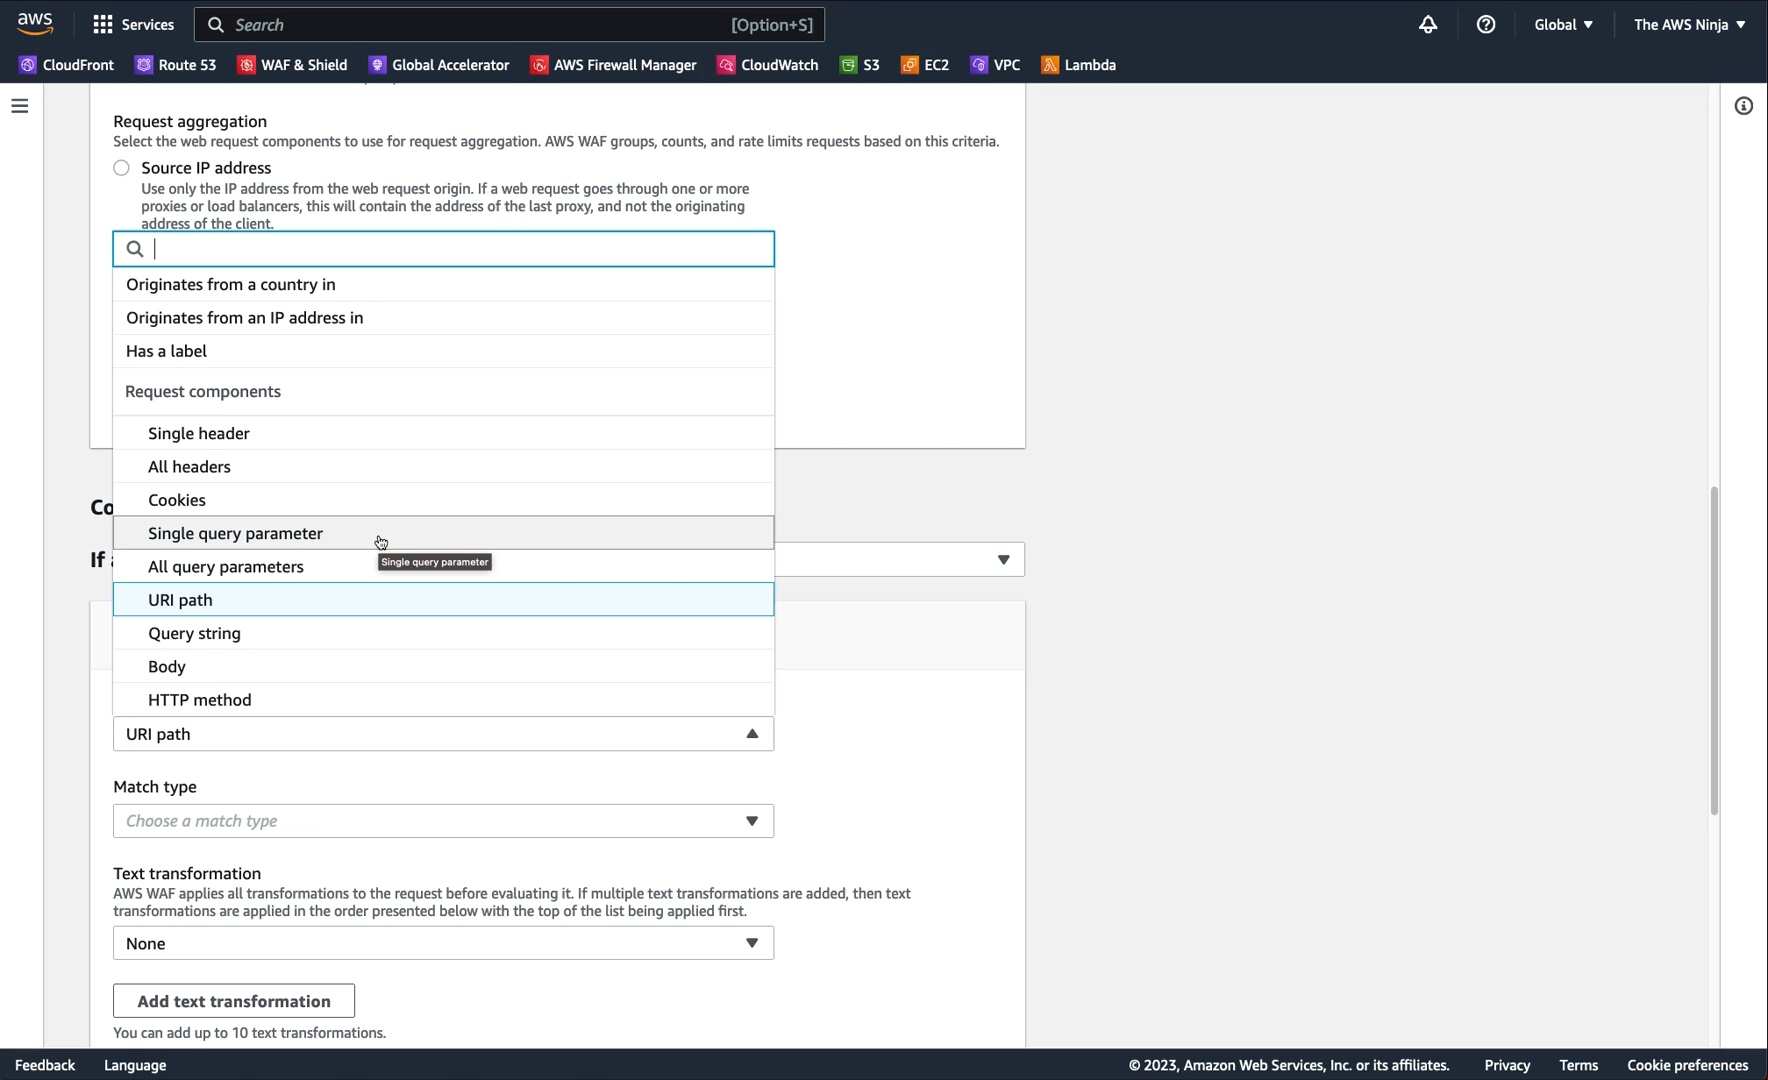 aws
Services
Search
[Option+S]
Global
The AWS Ninja
CloudFront
Route 53
WAF & Shield
Global Accelerator
AWS Firewall Manager
CloudWatch
S3
EC2
VPC
Lambda
Request aggregation
Select the web request components to use for request aggregation. AWS WAF groups, counts, and rate limits requests based on this criteria.
Source IP address
Use only the IP address from the web request origin. If a web request goes through one or more
proxies or load balancers, this will contain the address of the last proxy, and not the originating
address of the client.
Originates from a country in
Originates from an IP address in
Has a label
Request components
Single header
All headers
Co
Cookies
Single query parameter
Single query parameter
If
All query parameters
URI path
Query string
Body
HTTP method
URI path
Match type
Choose a match type
Text transformation
AWS WAF applies all transformations to the request before evaluating it. If multiple text transformations are added, then text
transformations are applied in the order presented below with the top of the list being applied first.
None
Add text transformation
You can add up to 10 text transformations.
Feedback
Language
© 2023, Amazon Web Services, Inc. or its affiliates.
Privacy
Terms
Cookie preferences